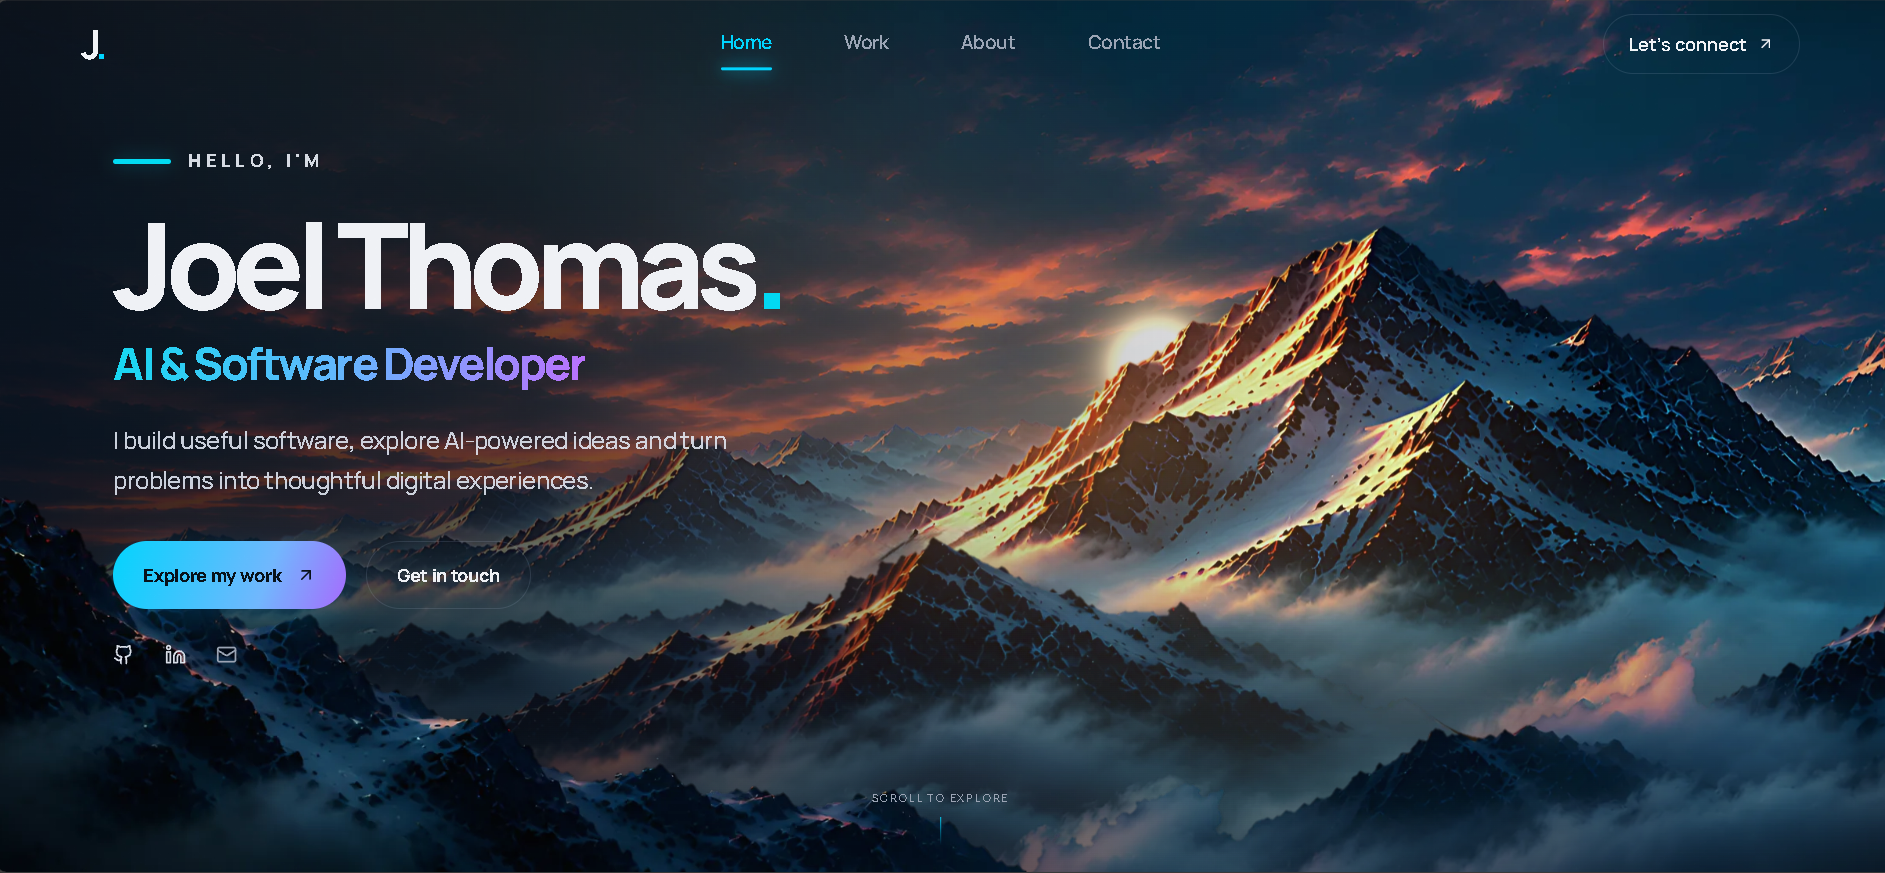 J.
Home
Work
About
Contact
Let's connect
HELLO, I'M
Joel Thomas.
AI & Software Developer
I build useful software, explore AI-powered ideas and turn
problems into thoughtful digital experiences.
Explore my work
Get in touch
SCROLL TO EXPLORE